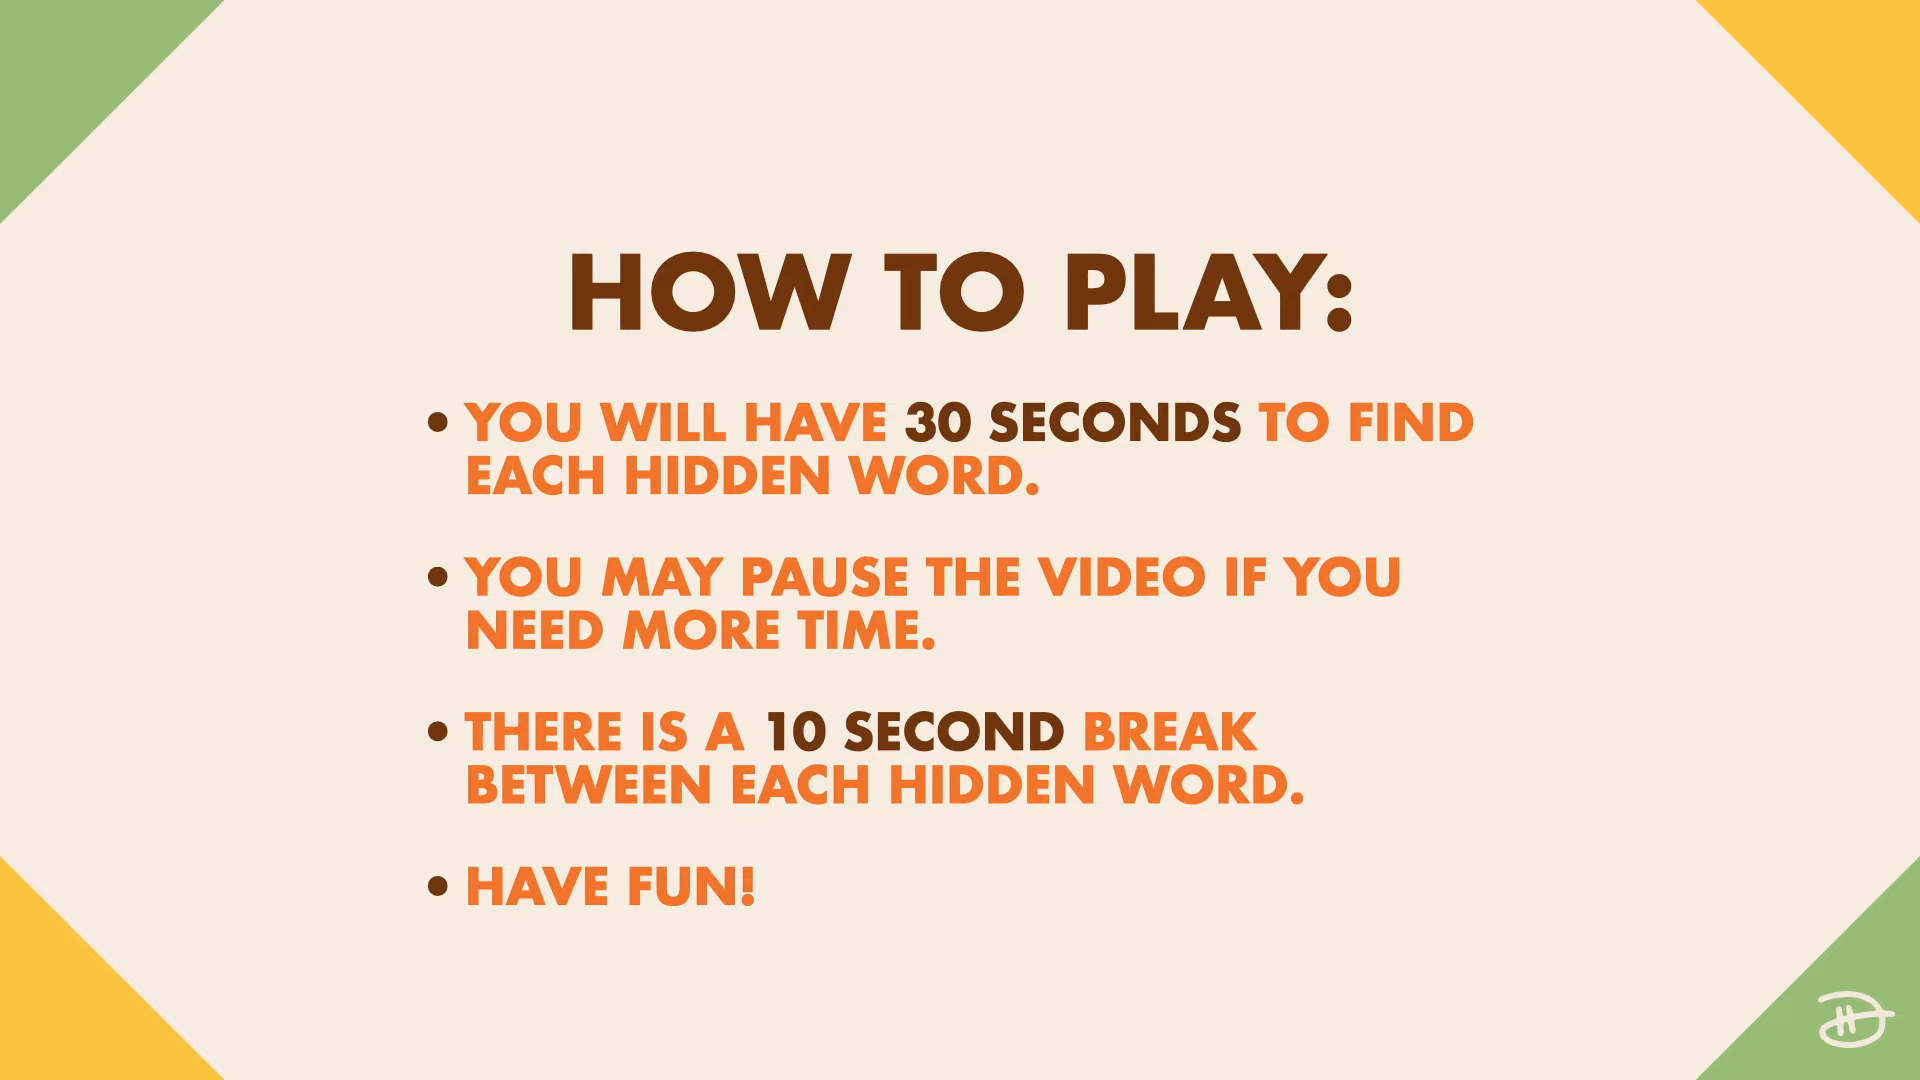 HOW TO PLAY:
• YOU WILL HAVE 30 SECONDS TO FIND
EACH HIDDEN WORD.
• YOU MAY PAUSE THE VIDEO IF YOU
NEED MORE TIME.
• THERE IS A 10 SECOND BREAK
BETWEEN EACH HIDDEN WORD.
• HAVE FUN!